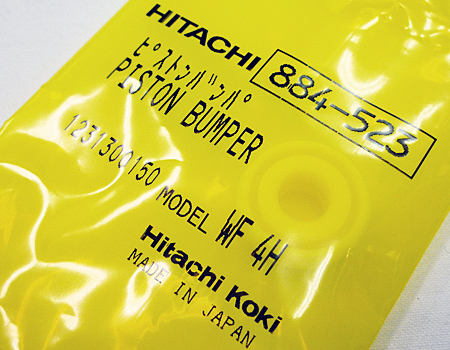 HITACHI 884-523
ピストンバンパ
PISTON BUMPER
1231300150 MODEL WF 4H
Hitachi Koki
MADE IN JAPAN